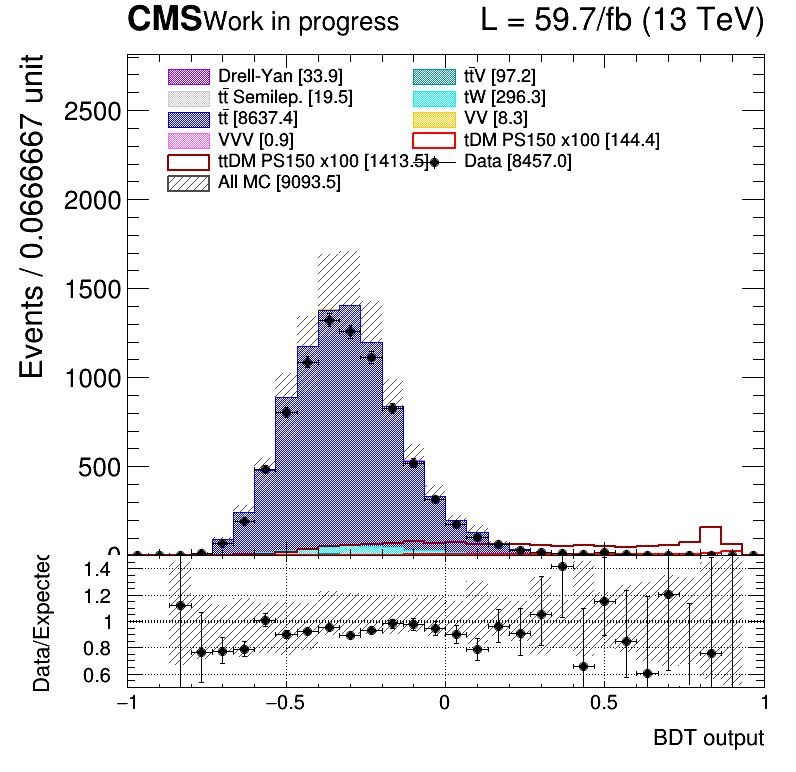 CMS Work in progress L = 59.7/fb (13 TeV)
Events / 0.0666667 unit
2500
2000
1500
1000
500
0
Drell-Yan [33.9]
tt̄ Semilep. [19.5]
tt̄ [8637.4]
VVV [0.9]
ttDM PS150 x100 [1413.5]
All MC [9093.5]
tt̄V [97.2]
tW [296.3]
VV [8.3]
tDM PS150 x100 [144.4]
Data [8457.0]
Data/Expected
1.4
1.2
1
0.8
0.6
−1 −0.5 0 0.5 1
BDT output